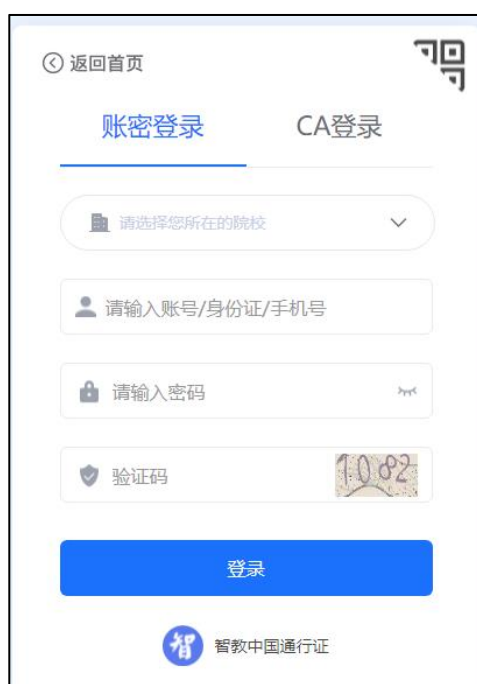 返回首页
账密登录 CA登录
请选择您所在的院校
请输入账号/身份证/手机号
请输入密码
验证码 1082
登录
智 智教中国通行证